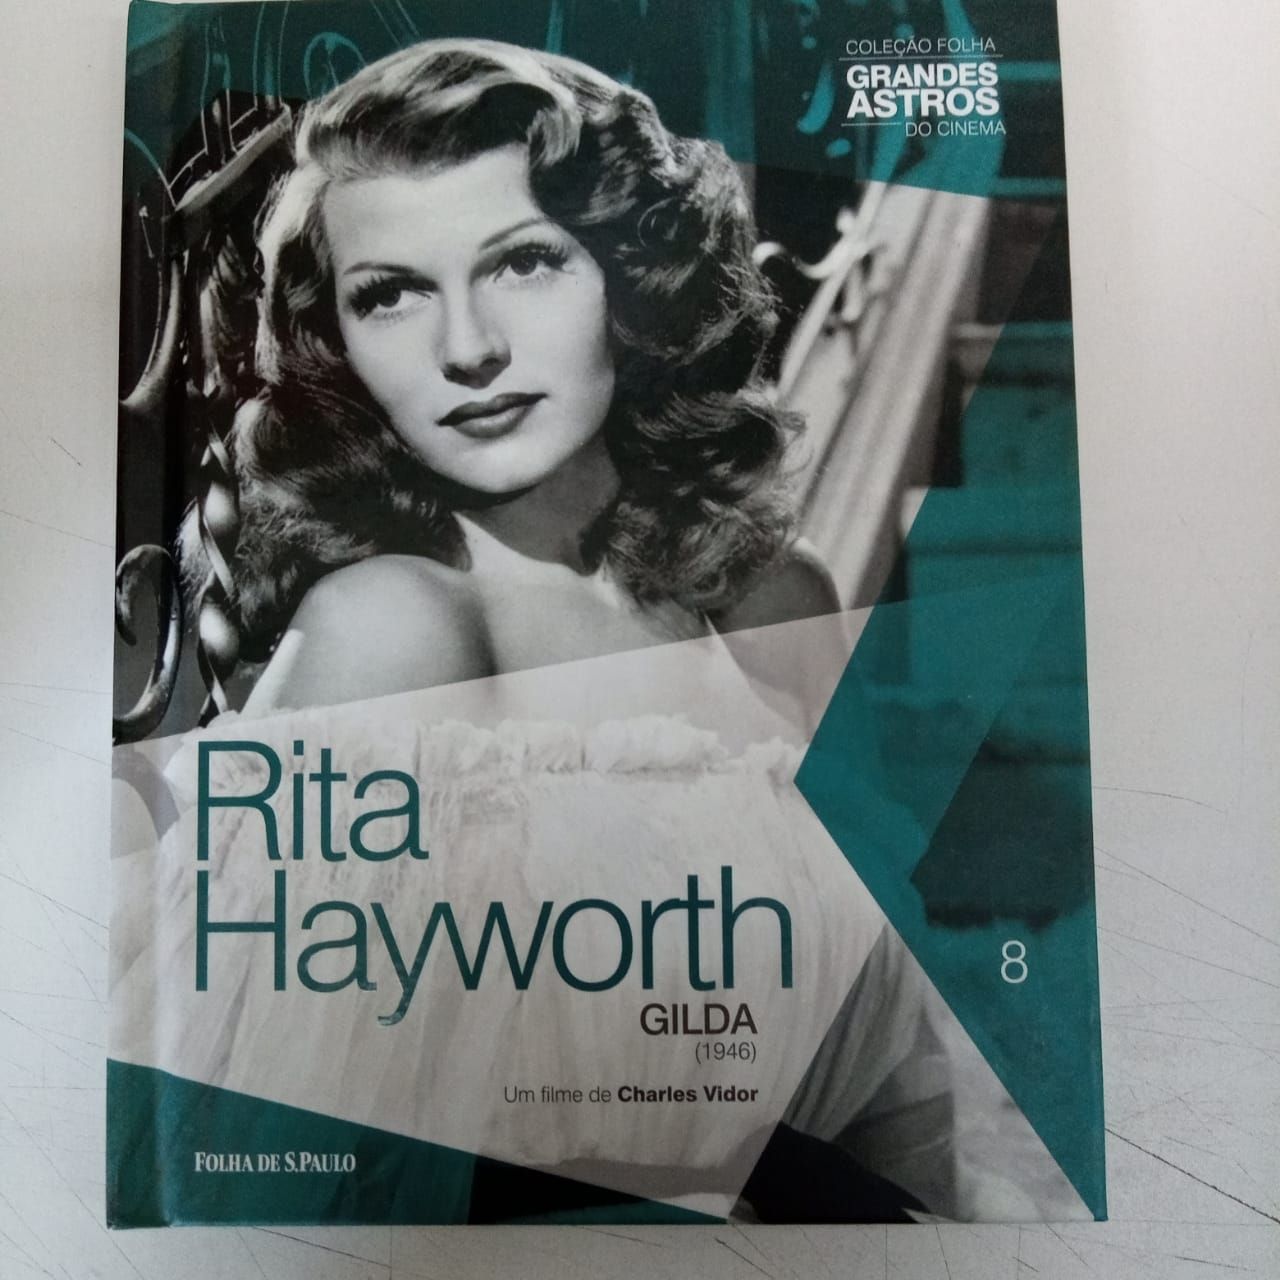 COLEÇÃO FOLHA
GRANDES
ASTROS
DO CINEMA
Rita
Hayworth
GILDA
(1946)
Um filme de Charles Vidor
8
FOLHA DE S.PAULO